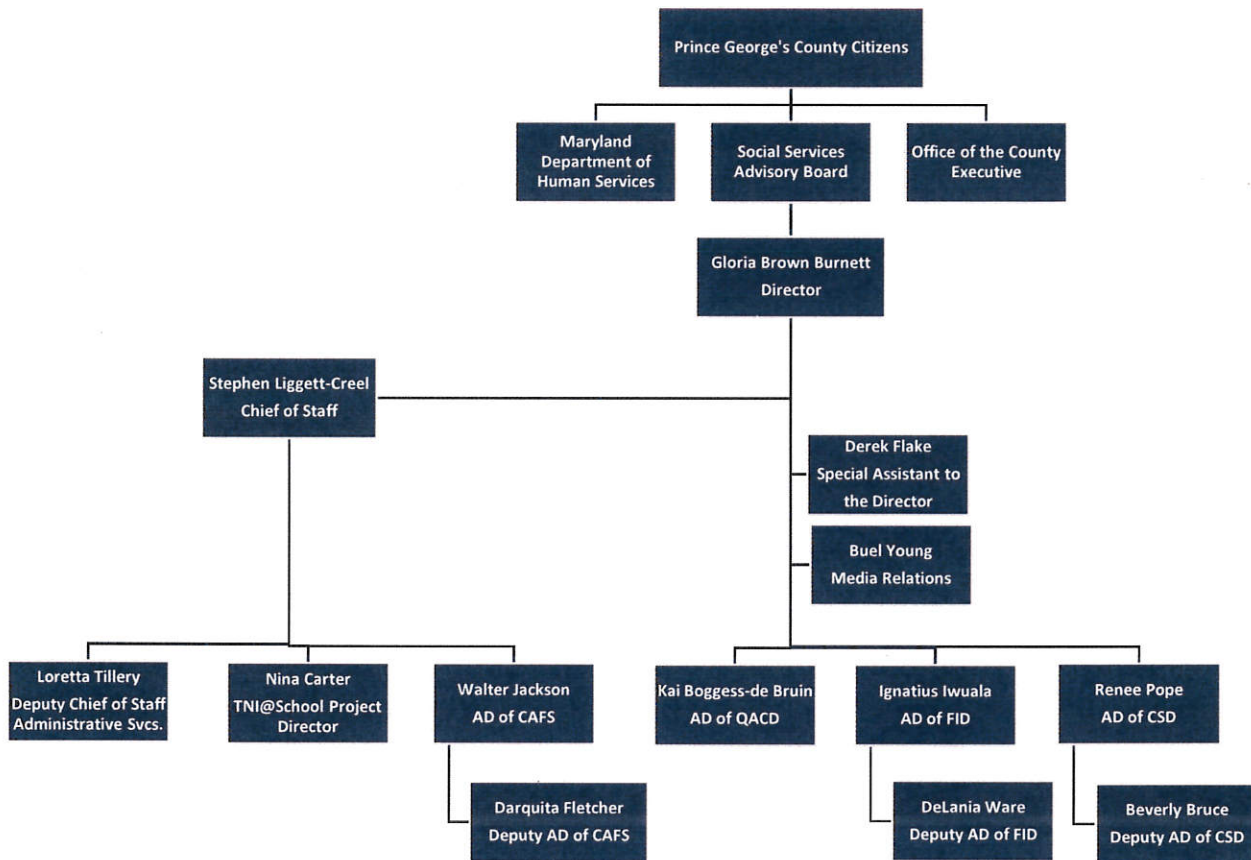 Prince George's County Citizens
Maryland
Department of
Human Services
Social Services
Advisory Board
Office of the County
Executive
Gloria Brown Burnett
Director
Stephen Liggett-Creel
Chief of Staff
Derek Flake
Special Assistant to
the Director
Buel Young
Media Relations
Loretta Tillery
Deputy Chief of Staff
Administrative Svcs.
Nina Carter
TNI@School Project
Director
Walter Jackson
AD of CAFS
Kai Boggess-de Bruin
AD of QACD
Ignatius Iwuala
AD of FID
Renee Pope
AD of CSD
Darquita Fletcher
Deputy AD of CAFS
DeLania Ware
Deputy AD of FID
Beverly Bruce
Deputy AD of CSD